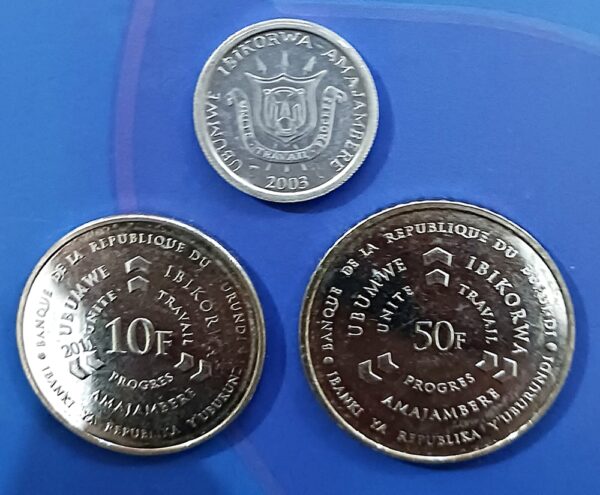 UBUMWE IBIKORWA-AMAJAMBERE
UNITE TRAVAIL PROGRES
2003
BANQUE DE LA REPUBLIQUE DU
IBANKI YA REPUBLIKA Y'UBURUNDI
UBUMWE IBIKORWA AMAJAMBERE
UNITE TRAVAIL PROGRES
10F
BANQUE DE LA REPUBLIQUE DU BURUNDI
IBANKI YA REPUBLIKA Y'UBURUNDI
UBUMWE IBIKORWA AMAJAMBERE
UNITE TRAVAIL PROGRES
50F